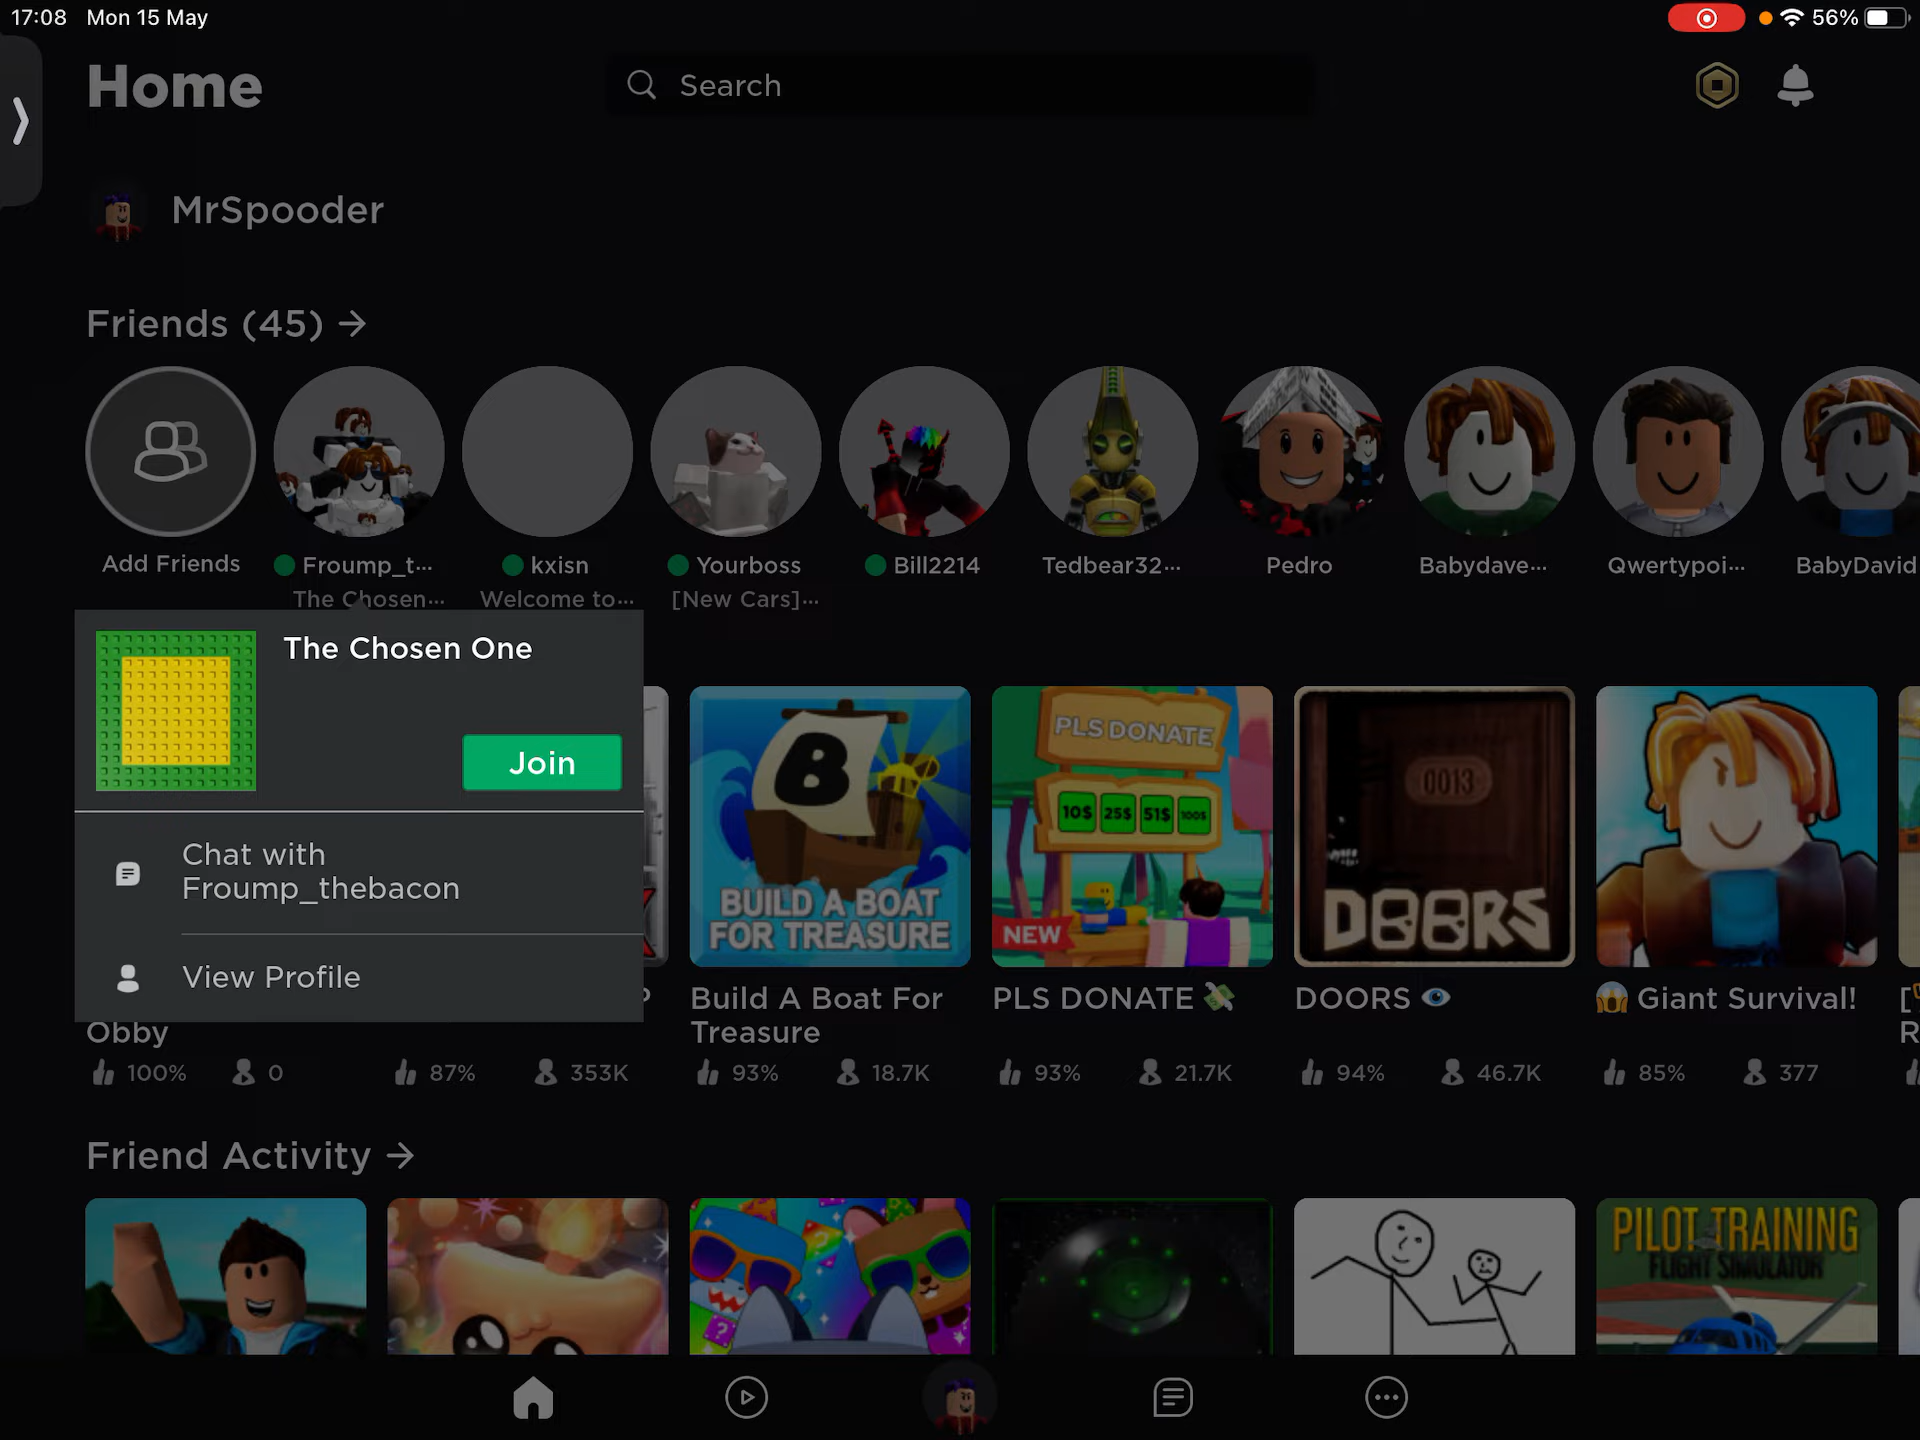 17:08 Mon 15 May
56%
Home
Search
MrSpooder
Friends (45) →
Add Friends
Froump_t...
kxisn
Yourboss
Bill2214
Tedbear32...
Pedro
Babydave...
Qwertypoi...
BabyDavid
The Chosen...
Welcome to...
[New Cars]...
The Chosen One
Join
Chat with
Froump_thebacon
View Profile
B
BUILD A BOAT
FOR TREASURE
PLS DONATE
10$ 25$ 51$ 100$
NEW
0013
DOORS
Obby
Build A Boat For
Treasure
PLS DONATE 💸
DOORS 👁
😱 Giant Survival!
100% 0
87% 353K
93% 18.7K
93% 21.7K
94% 46.7K
85% 377
Friend Activity →
PILOT TRAINING
FLIGHT SIMULATOR